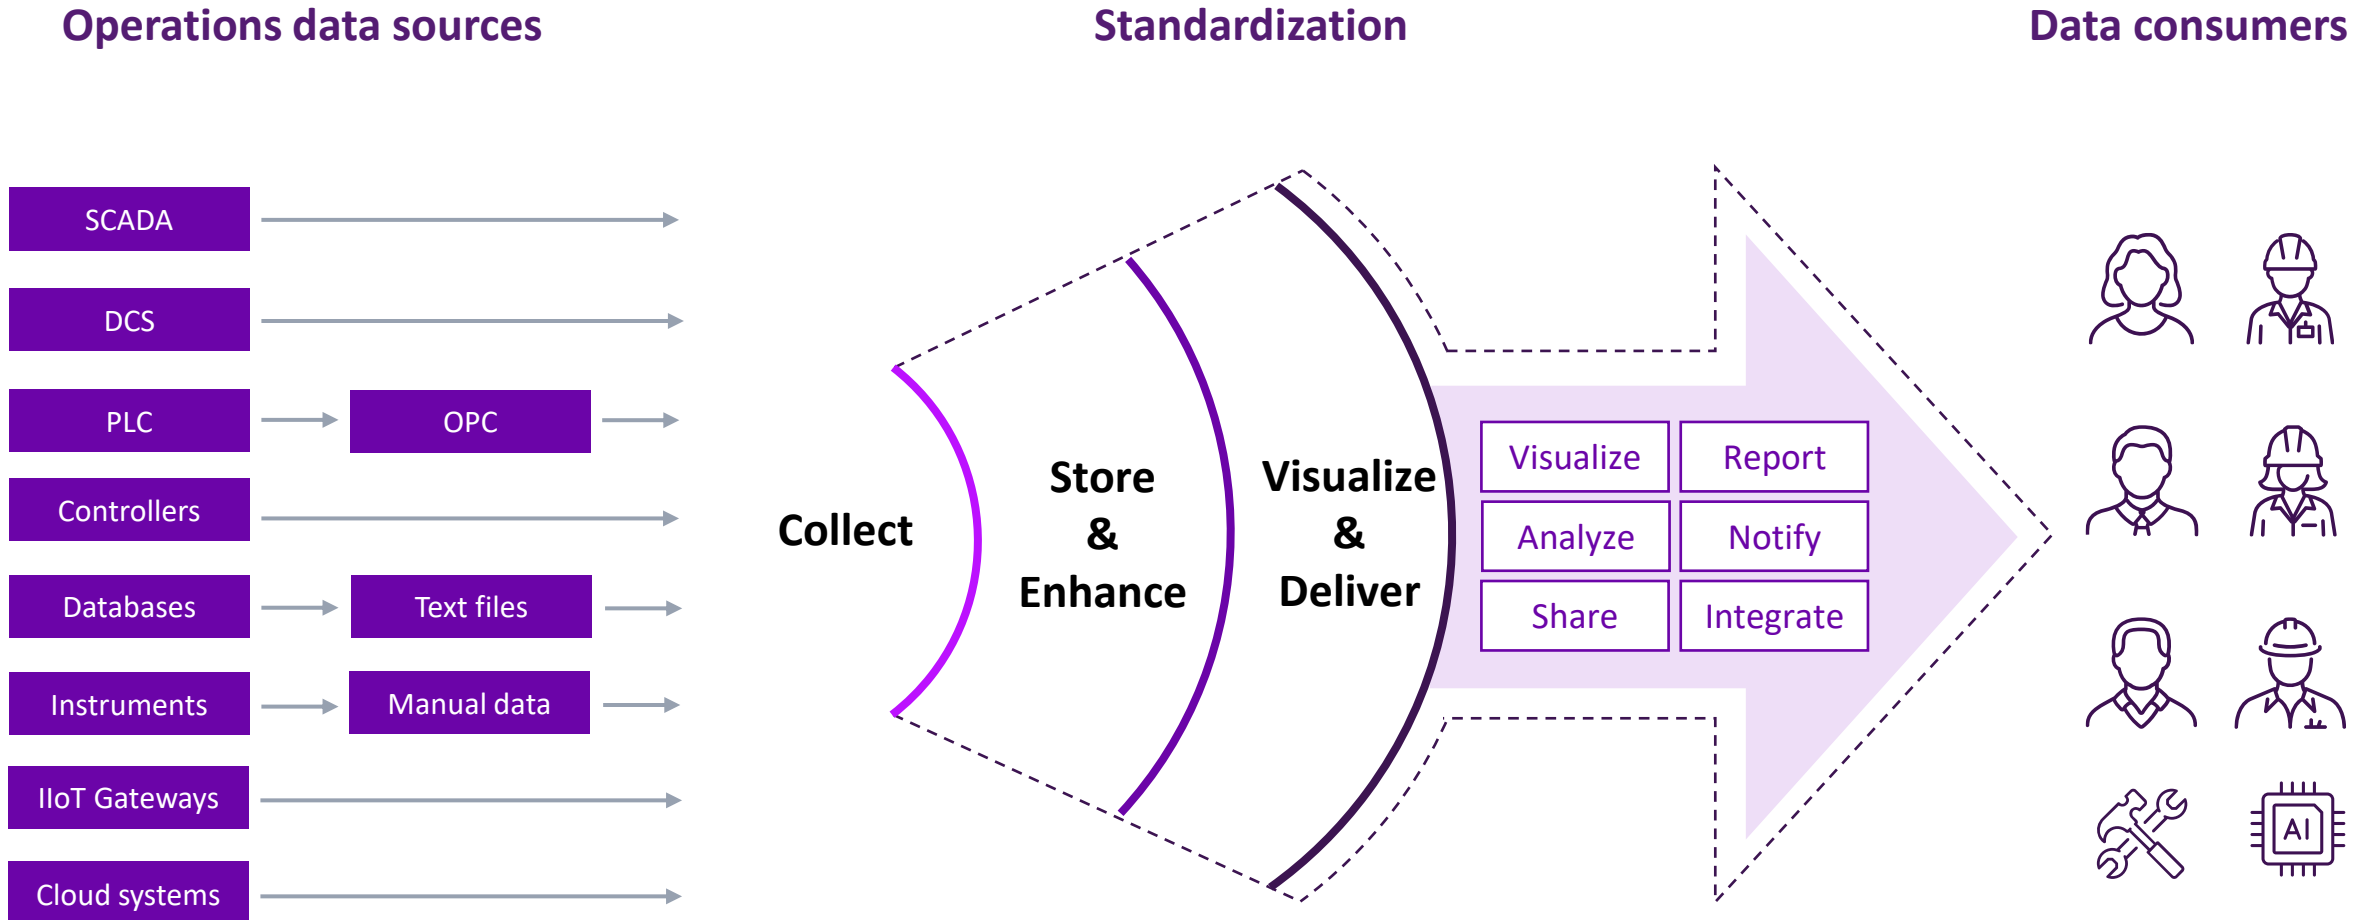 Operations data sources
Standardization
Data consumers
SCADA
DCS
PLC
OPC
Controllers
Databases
Text files
Instruments
Manual data
IIoT Gateways
Cloud systems
Collect
Store
&
Enhance
Visualize
&
Deliver
Visualize
Report
Analyze
Notify
Share
Integrate
AI